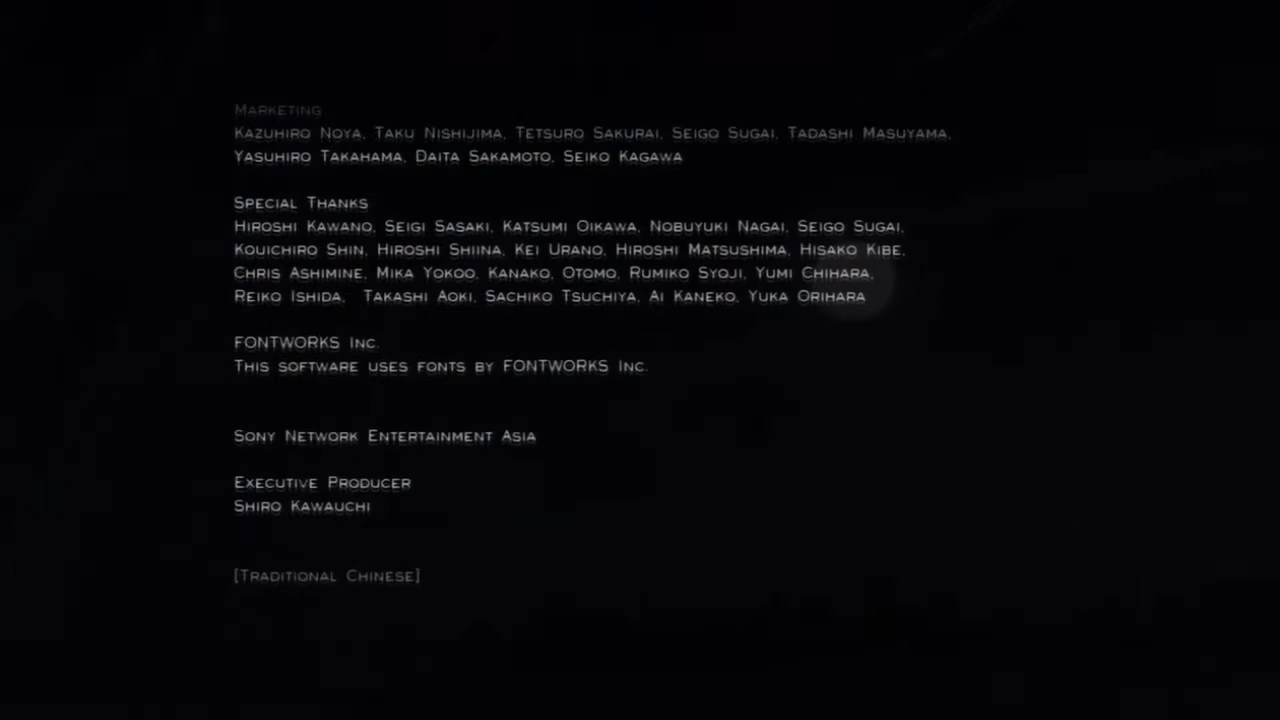 Marketing
Kazuhiro Noya, Taku Nishijima, Tetsuro Sakurai, Seigo Sugai, Tadashi Masuyama,
Yasuhiro Takahama, Daita Sakamoto, Seiko Kagawa
Special Thanks
Hiroshi Kawano, Seigi Sasaki, Katsumi Oikawa, Nobuyuki Nagai, Seigo Sugai,
Kouichiro Shin, Hiroshi Shiina, Kei Urano, Hiroshi Matsushima, Hisako Kibe,
Chris Ashimine, Mika Yokoo, Kanako, Otomo, Rumiko Syoji, Yumi Chihara,
Reiko Ishida, Takashi Aoki, Sachiko Tsuchiya, Ai Kaneko, Yuka Orihara
FONTWORKS Inc.
This software uses fonts by FONTWORKS Inc.
Sony Network Entertainment Asia
Executive Producer
Shiro Kawauchi
[Traditional Chinese]